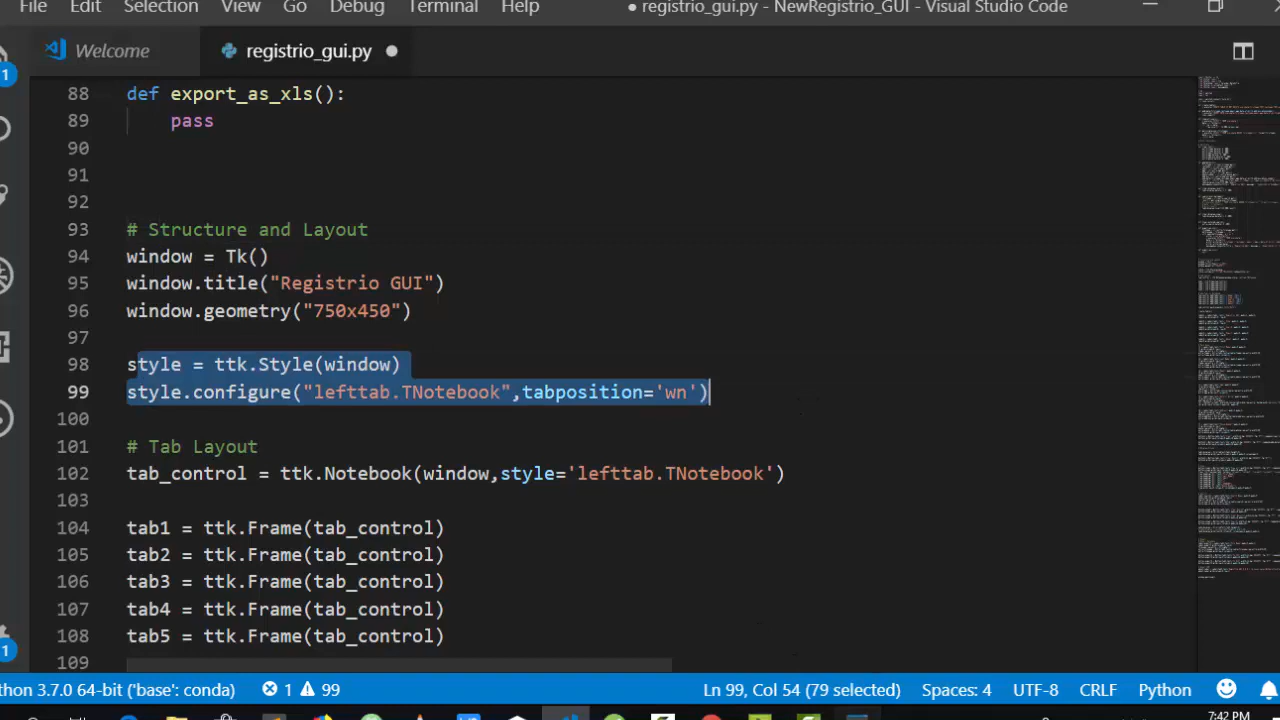 File Edit Selection View Go Debug Terminal Help ● registrio_gui.py - NewRegistrio_GUI - Visual Studio Code
Welcome registrio_gui.py
1
88 def export_as_xls():
89 pass
90
91
92
93 # Structure and Layout
94 window = Tk()
95 window.title("Registrio GUI")
96 window.geometry("750x450")
97
98 style = ttk.Style(window)
99 style.configure("lefttab.TNotebook",tabposition='wn')
100
101 # Tab Layout
102 tab_control = ttk.Notebook(window,style='lefttab.TNotebook')
103
104 tab1 = ttk.Frame(tab_control)
105 tab2 = ttk.Frame(tab_control)
106 tab3 = ttk.Frame(tab_control)
107 tab4 = ttk.Frame(tab_control)
108 tab5 = ttk.Frame(tab_control)
1
109
thon 3.7.0 64-bit ('base': conda) 1 99 Ln 99, Col 54 (79 selected) Spaces: 4 UTF-8 CRLF Python
7:42 PM